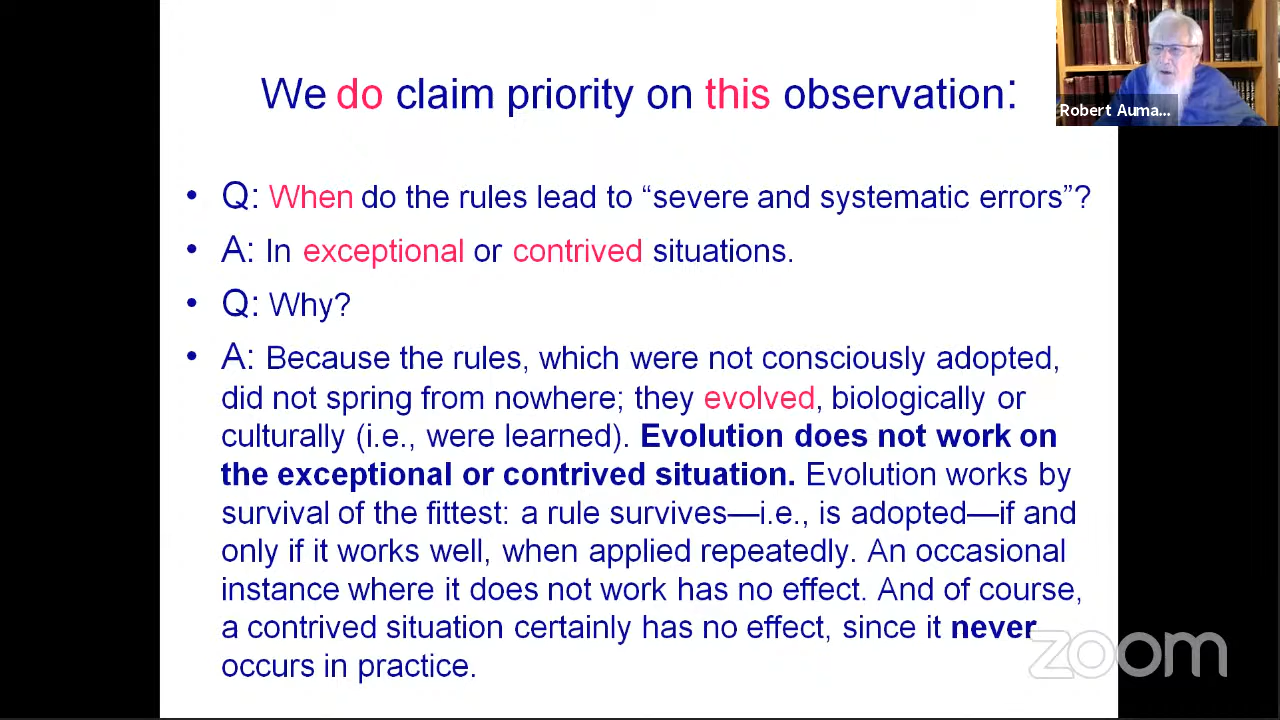 We do claim priority on this observation:
Robert Auma...
• Q: When do the rules lead to “severe and systematic errors”?
• A: In exceptional or contrived situations.
• Q: Why?
• A: Because the rules, which were not consciously adopted,
did not spring from nowhere; they evolved, biologically or
culturally (i.e., were learned). Evolution does not work on
the exceptional or contrived situation. Evolution works by
survival of the fittest: a rule survives—i.e., is adopted—if and
only if it works well, when applied repeatedly. An occasional
instance where it does not work has no effect. And of course,
a contrived situation certainly has no effect, since it never
occurs in practice.
zoom